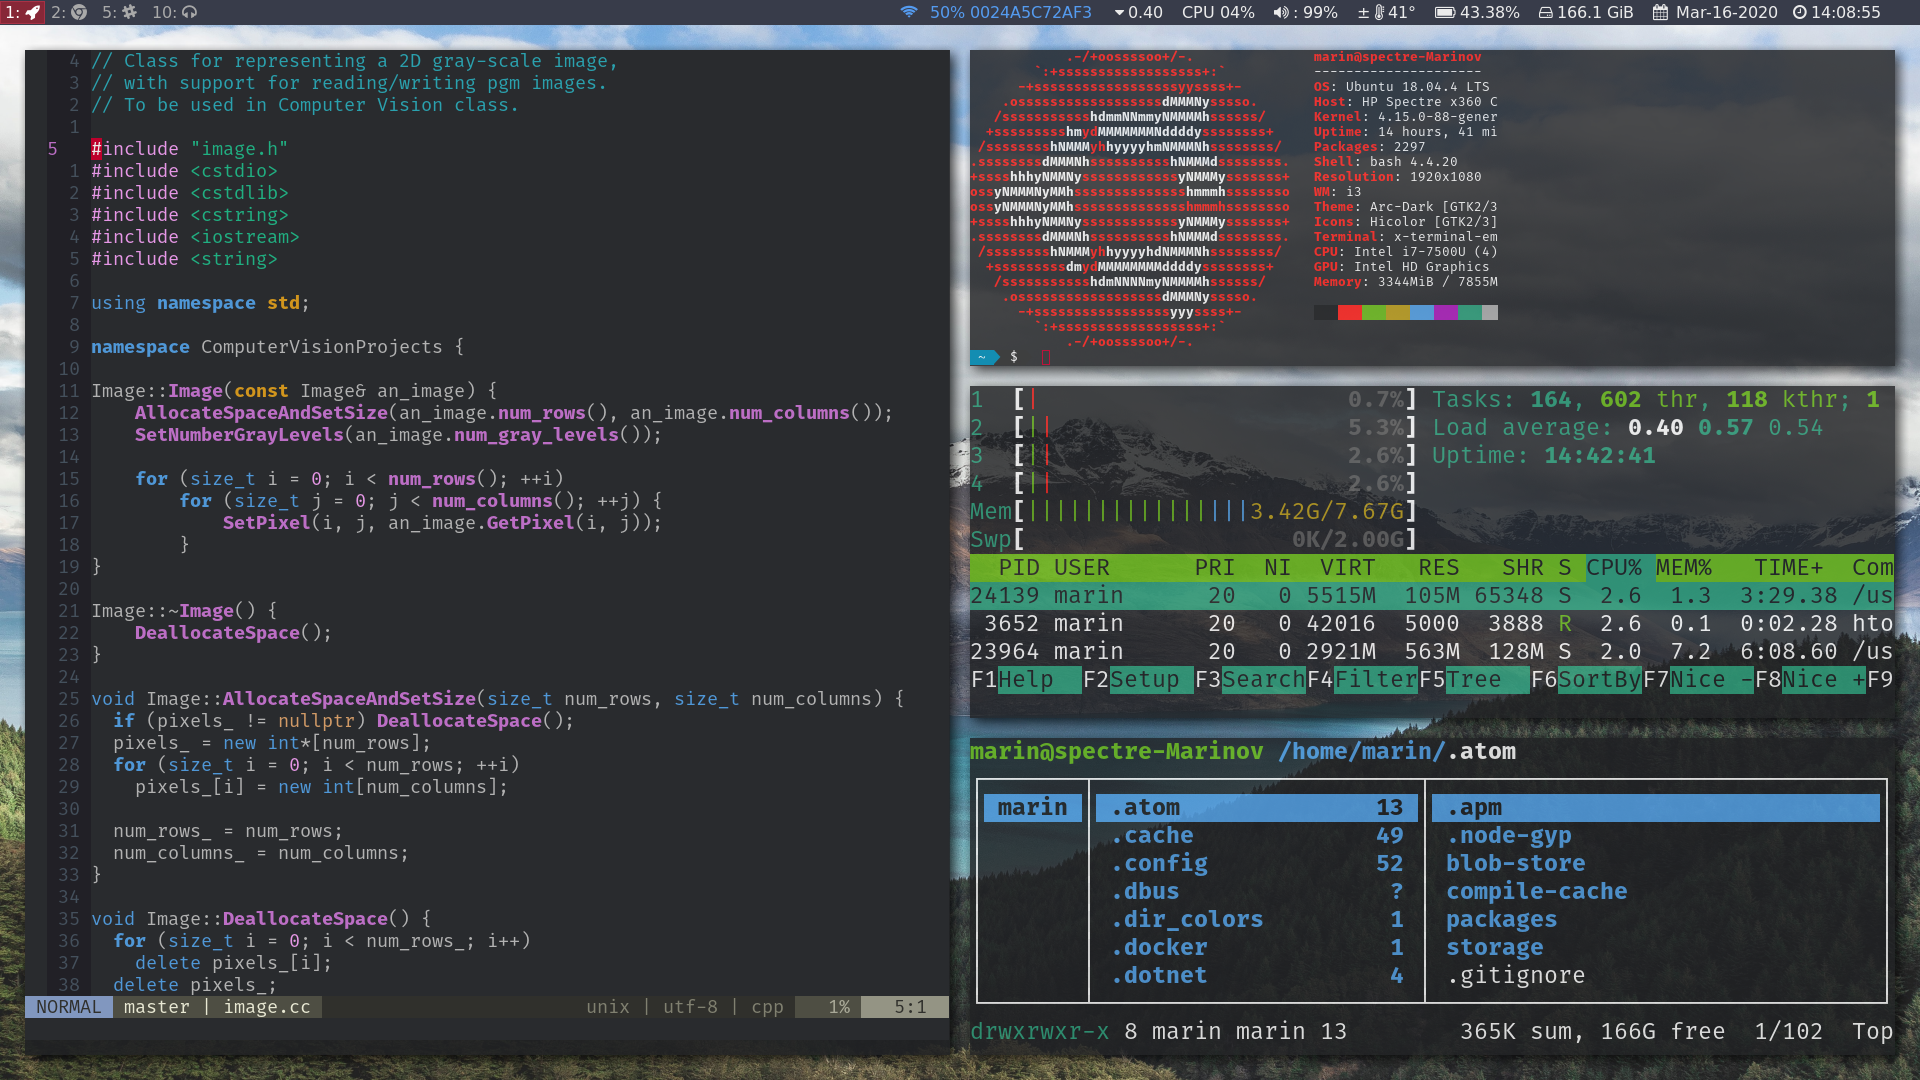 1: 2: 5: 10: 50% 0024A5C72AF3 0.40 CPU 04% : 99% ± 41° 43.38% 166.1 GiB Mar-16-2020 14:08:55
4 // Class for representing a 2D gray-scale image,
3 // with support for reading/writing pgm images.
2 // To be used in Computer Vision class.
1
5 #include "image.h"
1 #include <cstdio>
2 #include <cstdlib>
3 #include <cstring>
4 #include <iostream>
5 #include <string>
6
7 using namespace std;
8
9 namespace ComputerVisionProjects {
10
11 Image::Image(const Image& an_image) {
12 AllocateSpaceAndSetSize(an_image.num_rows(), an_image.num_columns());
13 SetNumberGrayLevels(an_image.num_gray_levels());
14
15 for (size_t i = 0; i < num_rows(); ++i)
16 for (size_t j = 0; j < num_columns(); ++j) {
17 SetPixel(i, j, an_image.GetPixel(i, j));
18 }
19 }
20
21 Image::~Image() {
22 DeallocateSpace();
23 }
24
25 void Image::AllocateSpaceAndSetSize(size_t num_rows, size_t num_columns) {
26 if (pixels_ != nullptr) DeallocateSpace();
27 pixels_ = new int*[num_rows];
28 for (size_t i = 0; i < num_rows; ++i)
29 pixels_[i] = new int[num_columns];
30
31 num_rows_ = num_rows;
32 num_columns_ = num_columns;
33 }
34
35 void Image::DeallocateSpace() {
36 for (size_t i = 0; i < num_rows_; i++)
37 delete pixels_[i];
38 delete pixels_;
NORMAL master | image.cc unix | utf-8 | cpp 1% 5:1
.-/+oossssoo+/-. marin@spectre-Marinov
`:+ssssssssssssssssss+:` ---------------------
-+ssssssssssssssssssyyssss+- OS: Ubuntu 18.04.4 LTS
.ossssssssssssssssssdMMMNysssso. Host: HP Spectre x360 C
/ssssssssssshdmmNNmmyNMMMMhssssss/ Kernel: 4.15.0-88-gener
+ssssssssshmydMMMMMMMNddddyssssssss+ Uptime: 14 hours, 41 mi
/sssssssshNMMMyhhyyyyhmNMMMNhssssssss/ Packages: 2297
.ssssssssdMMMNhsssssssssshNMMMdssssssss. Shell: bash 4.4.20
+sssshhhyNMMNyssssssssssssyNMMMysssssss+ Resolution: 1920x1080
ossyNMMMNyMMhsssssssssssssshmmmhssssssso WM: i3
ossyNMMMNyMMhsssssssssssssshmmmhssssssso Theme: Arc-Dark [GTK2/3
+sssshhhyNMMNyssssssssssssyNMMMysssssss+ Icons: Hicolor [GTK2/3]
.ssssssssdMMMNhsssssssssshNMMMdssssssss. Terminal: x-terminal-em
/sssssssshNMMMyhhyyyyhdNMMMNhssssssss/ CPU: Intel i7-7500U (4)
+sssssssssdmydMMMMMMMMddddyssssssss+ GPU: Intel HD Graphics
/ssssssssssshdmNNNNmyNMMMMhssssss/ Memory: 3344MiB / 7855M
.ossssssssssssssssssdMMMNysssso.
-+sssssssssssssssssyyyssss+-
`:+ssssssssssssssssss+:`
.-/+oossssoo+/-.
~ $
1 [| 0.7%] Tasks: 164, 602 thr, 118 kthr; 1
2 [|| 5.3%] Load average: 0.40 0.57 0.54
3 [|| 2.6%] Uptime: 14:42:41
4 [|| 2.6%]
Mem[||||||||||||||||3.42G/7.67G]
Swp[ 0K/2.00G]
PID USER PRI NI VIRT RES SHR S CPU% MEM% TIME+ Com
24139 marin 20 0 5515M 105M 65348 S 2.6 1.3 3:29.38 /us
3652 marin 20 0 42016 5000 3888 R 2.6 0.1 0:02.28 hto
23964 marin 20 0 2921M 563M 128M S 2.0 7.2 6:08.60 /us
F1Help F2Setup F3SearchF4FilterF5Tree F6SortByF7Nice -F8Nice +F9
marin@spectre-Marinov /home/marin/.atom
marin .atom 13 .apm
.cache 49 .node-gyp
.config 52 blob-store
.dbus ? compile-cache
.dir_colors 1 packages
.docker 1 storage
.dotnet 4 .gitignore
drwxrwxr-x 8 marin marin 13 365K sum, 166G free 1/102 Top